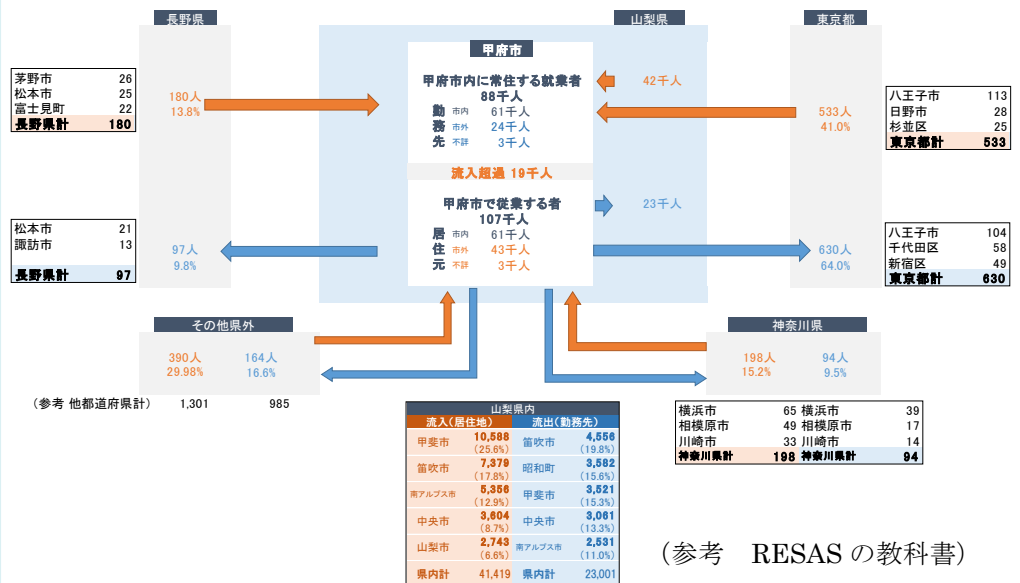 長野県
山梨県
東京都
甲府市
甲府市内に常住する就業者
88千人
勤 市内 61千人
務 市外 24千人
先 不詳 3千人
流入超過 19千人
甲府市で従業する者
107千人
居 市内 61千人
住 市外 43千人
元 不詳 3千人
茅野市 26
松本市 25
富士見町 22
長野県計 180
180人
13.8%
42千人
533人
41.0%
八王子市 113
日野市 28
杉並区 25
東京都計 533
松本市 21
諏訪市 13
長野県計 97
97人
9.8%
23千人
630人
64.0%
八王子市 104
千代田区 58
新宿区 49
東京都計 630
その他県外
390人 164人
29.98% 16.6%
(参考 他都道府県計) 1,301 985
神奈川県
198人 94人
15.2% 9.5%
横浜市 65 横浜市 39
相模原市 49 相模原市 17
川崎市 33 川崎市 14
神奈川県計 198 神奈川県計 94
山梨県内
流入(居住地) 流出(勤務先)
甲斐市 10,588 (25.6%) 笛吹市 4,556 (19.8%)
笛吹市 7,379 (17.8%) 昭和町 3,582 (15.6%)
南アルプス市 5,356 (12.9%) 甲斐市 3,521 (15.3%)
中央市 3,604 (8.7%) 中央市 3,061 (13.3%)
山梨市 2,743 (6.6%) 南アルプス市 2,531 (11.0%)
県内計 41,419 県内計 23,001
(参考 RESASの教科書)